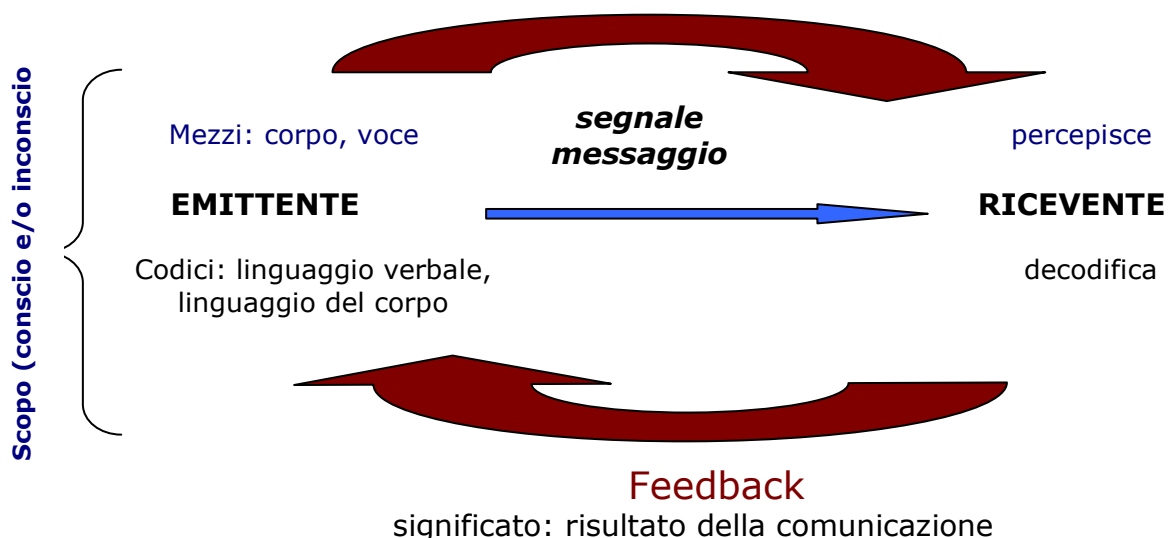 Scopo (conscio e/o inconscio
segnale
messaggio
Mezzi: corpo, voce
percepisce
EMITTENTE
RICEVENTE
Codici: linguaggio verbale,
linguaggio del corpo
decodifica
Feedback
significato: risultato della comunicazione